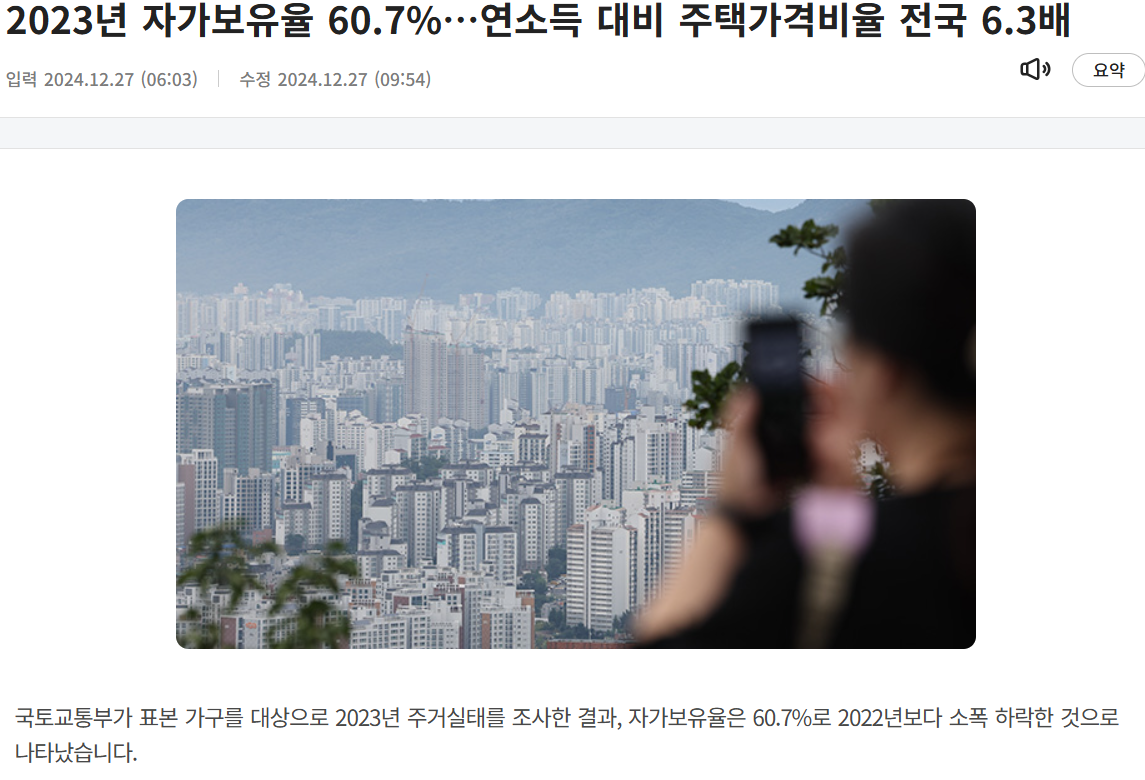 2023년 자가보유율 60.7%…연소득 대비 주택가격비율 전국 6.3배
입력 2024.12.27 (06:03) | 수정 2024.12.27 (09:54)
요약
국토교통부가 표본 가구를 대상으로 2023년 주거실태를 조사한 결과, 자가보유율은 60.7%로 2022년보다 소폭 하락한 것으로
나타났습니다.